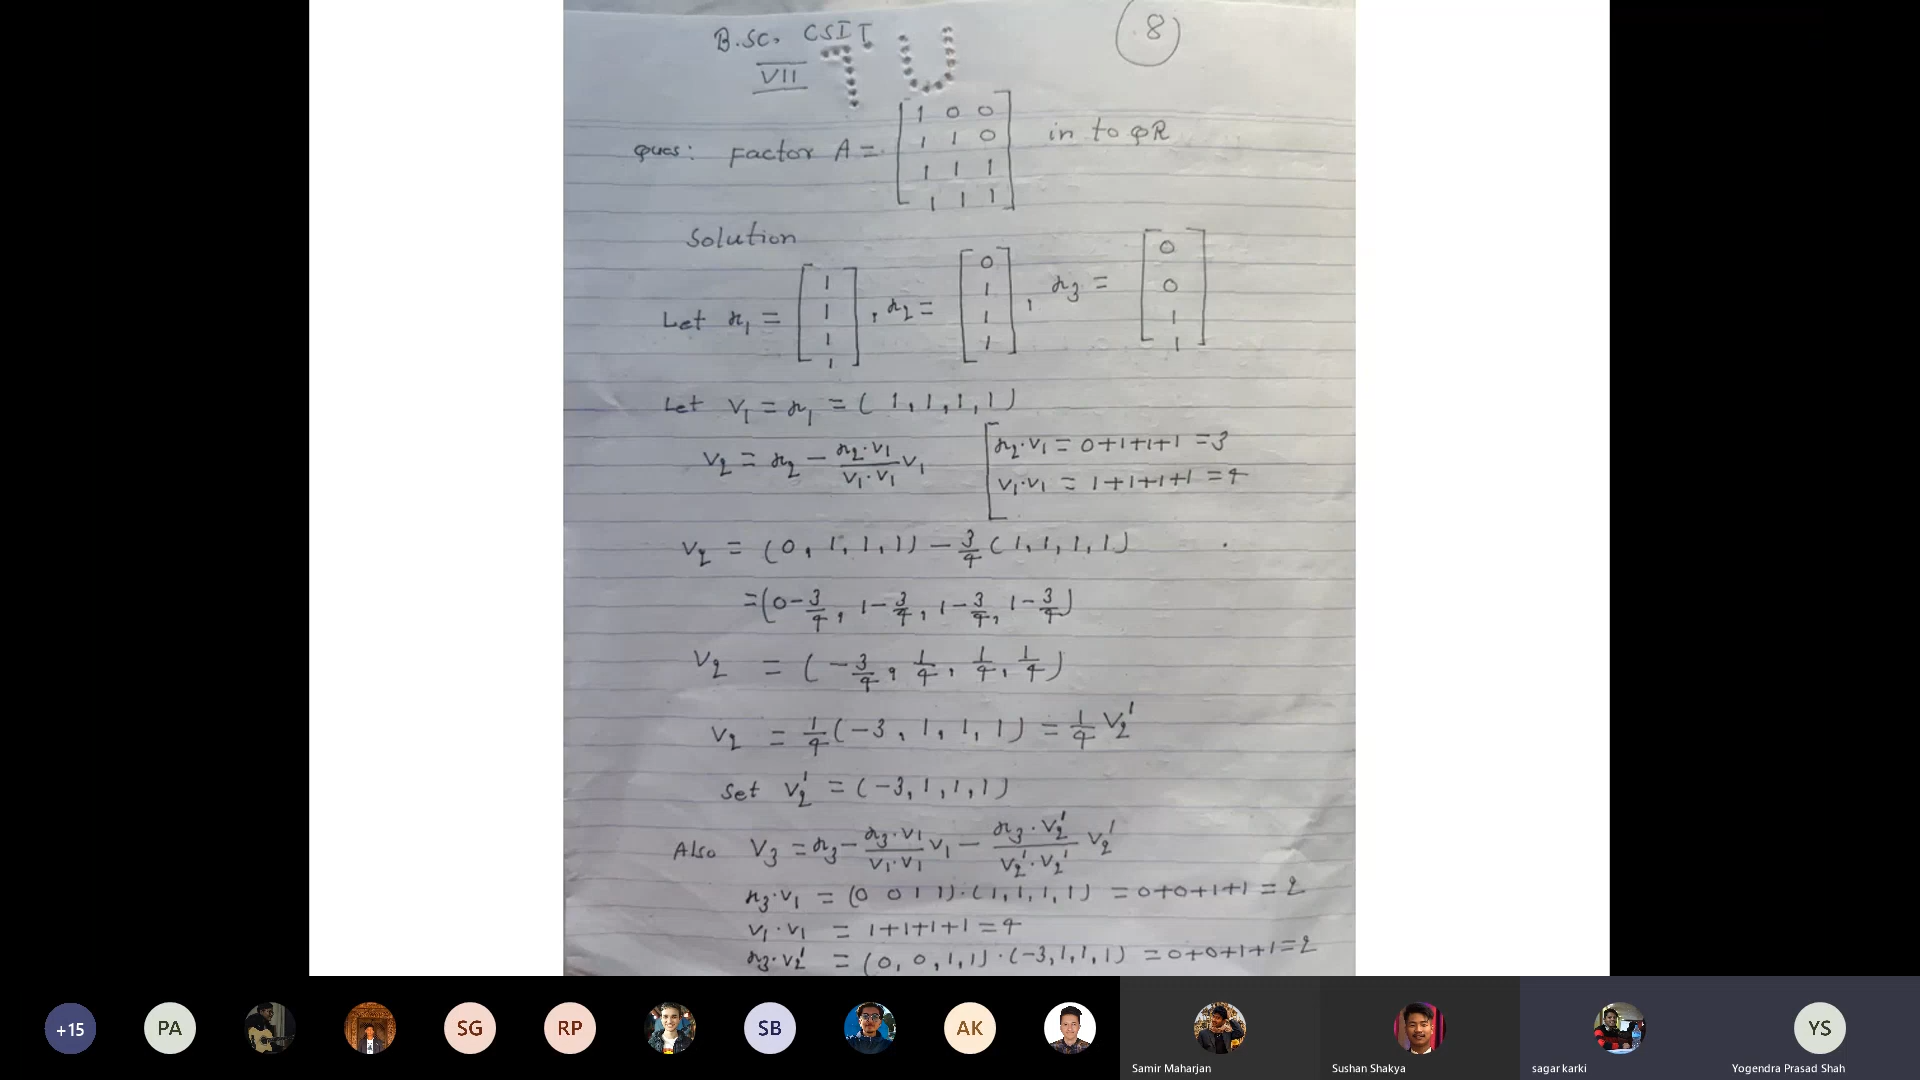 B.Sc. CSIT
VII
TU
8
Ques: Factor A = [1 0 0
1 1 0
1 1 1
1 1 1] in to QR
Solution
Let x1 = [1 1 1 1], x2 = [0 1 1 1], x3 = [0 0 1 1]
Let v1 = x1 = (1,1,1,1)
v2 = x2 - x2·v1/v1·v1 v1 [x2·v1 = 0+1+1+1 = 3
v1·v1 = 1+1+1+1 = 4
v2 = (0,1,1,1) - 3/4 (1,1,1,1)
= (0-3/4, 1-3/4, 1-3/4, 1-3/4)
v2 = (-3/4, 1/4, 1/4, 1/4)
v2 = 1/4 (-3,1,1,1) = 1/4 v2'
Set v2' = (-3,1,1,1)
Also v3 = x3 - x3·v1/v1·v1 v1 - x3·v2'/v2'·v2' v2'
x3·v1 = (0 0 1 1)·(1,1,1,1) = 0+0+1+1 = 2
v1·v1 = 1+1+1+1 = 4
x3·v2' = (0,0,1,1)·(-3,1,1,1) = 0+0+1+1=2
+15
PA
SG
RP
SB
AK
YS
Samir Maharjan
Sushan Shakya
sagar karki
Yogendra Prasad Shah